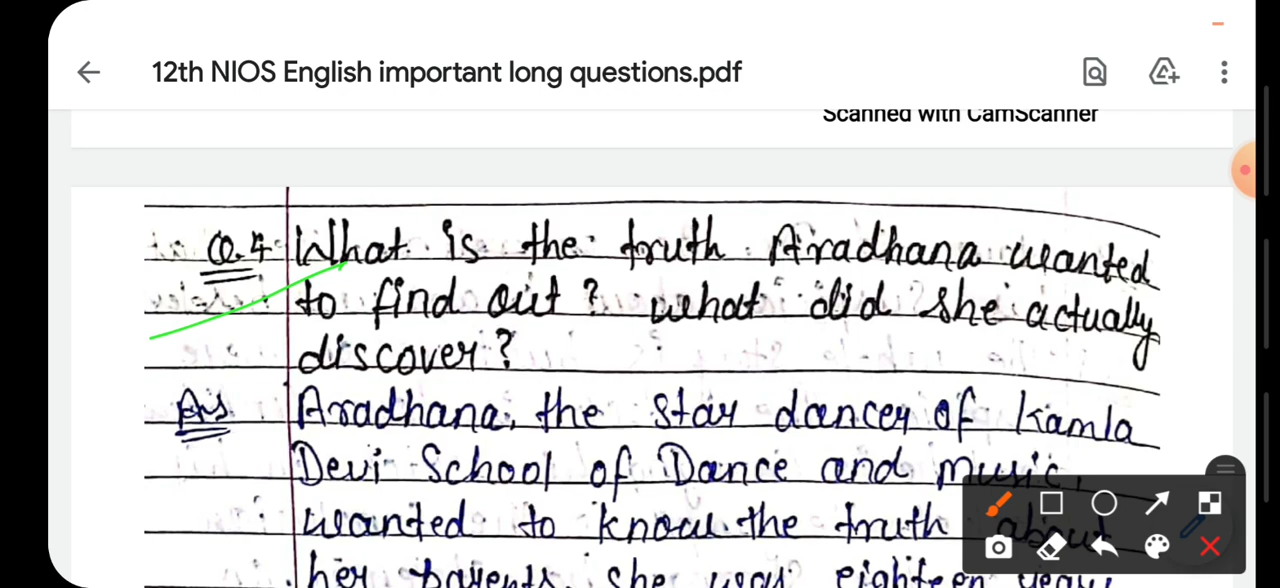 12th NIOS English important long questions.pdf
Scanned with CamScanner
Q.4 What is the truth Aradhana wanted
to find out? what did she actually
discover?
Ans Aradhana, the star dancer of Kamla
Devi School of Dance and Music,
wanted to know the truth about
her parents. she was eighteen years